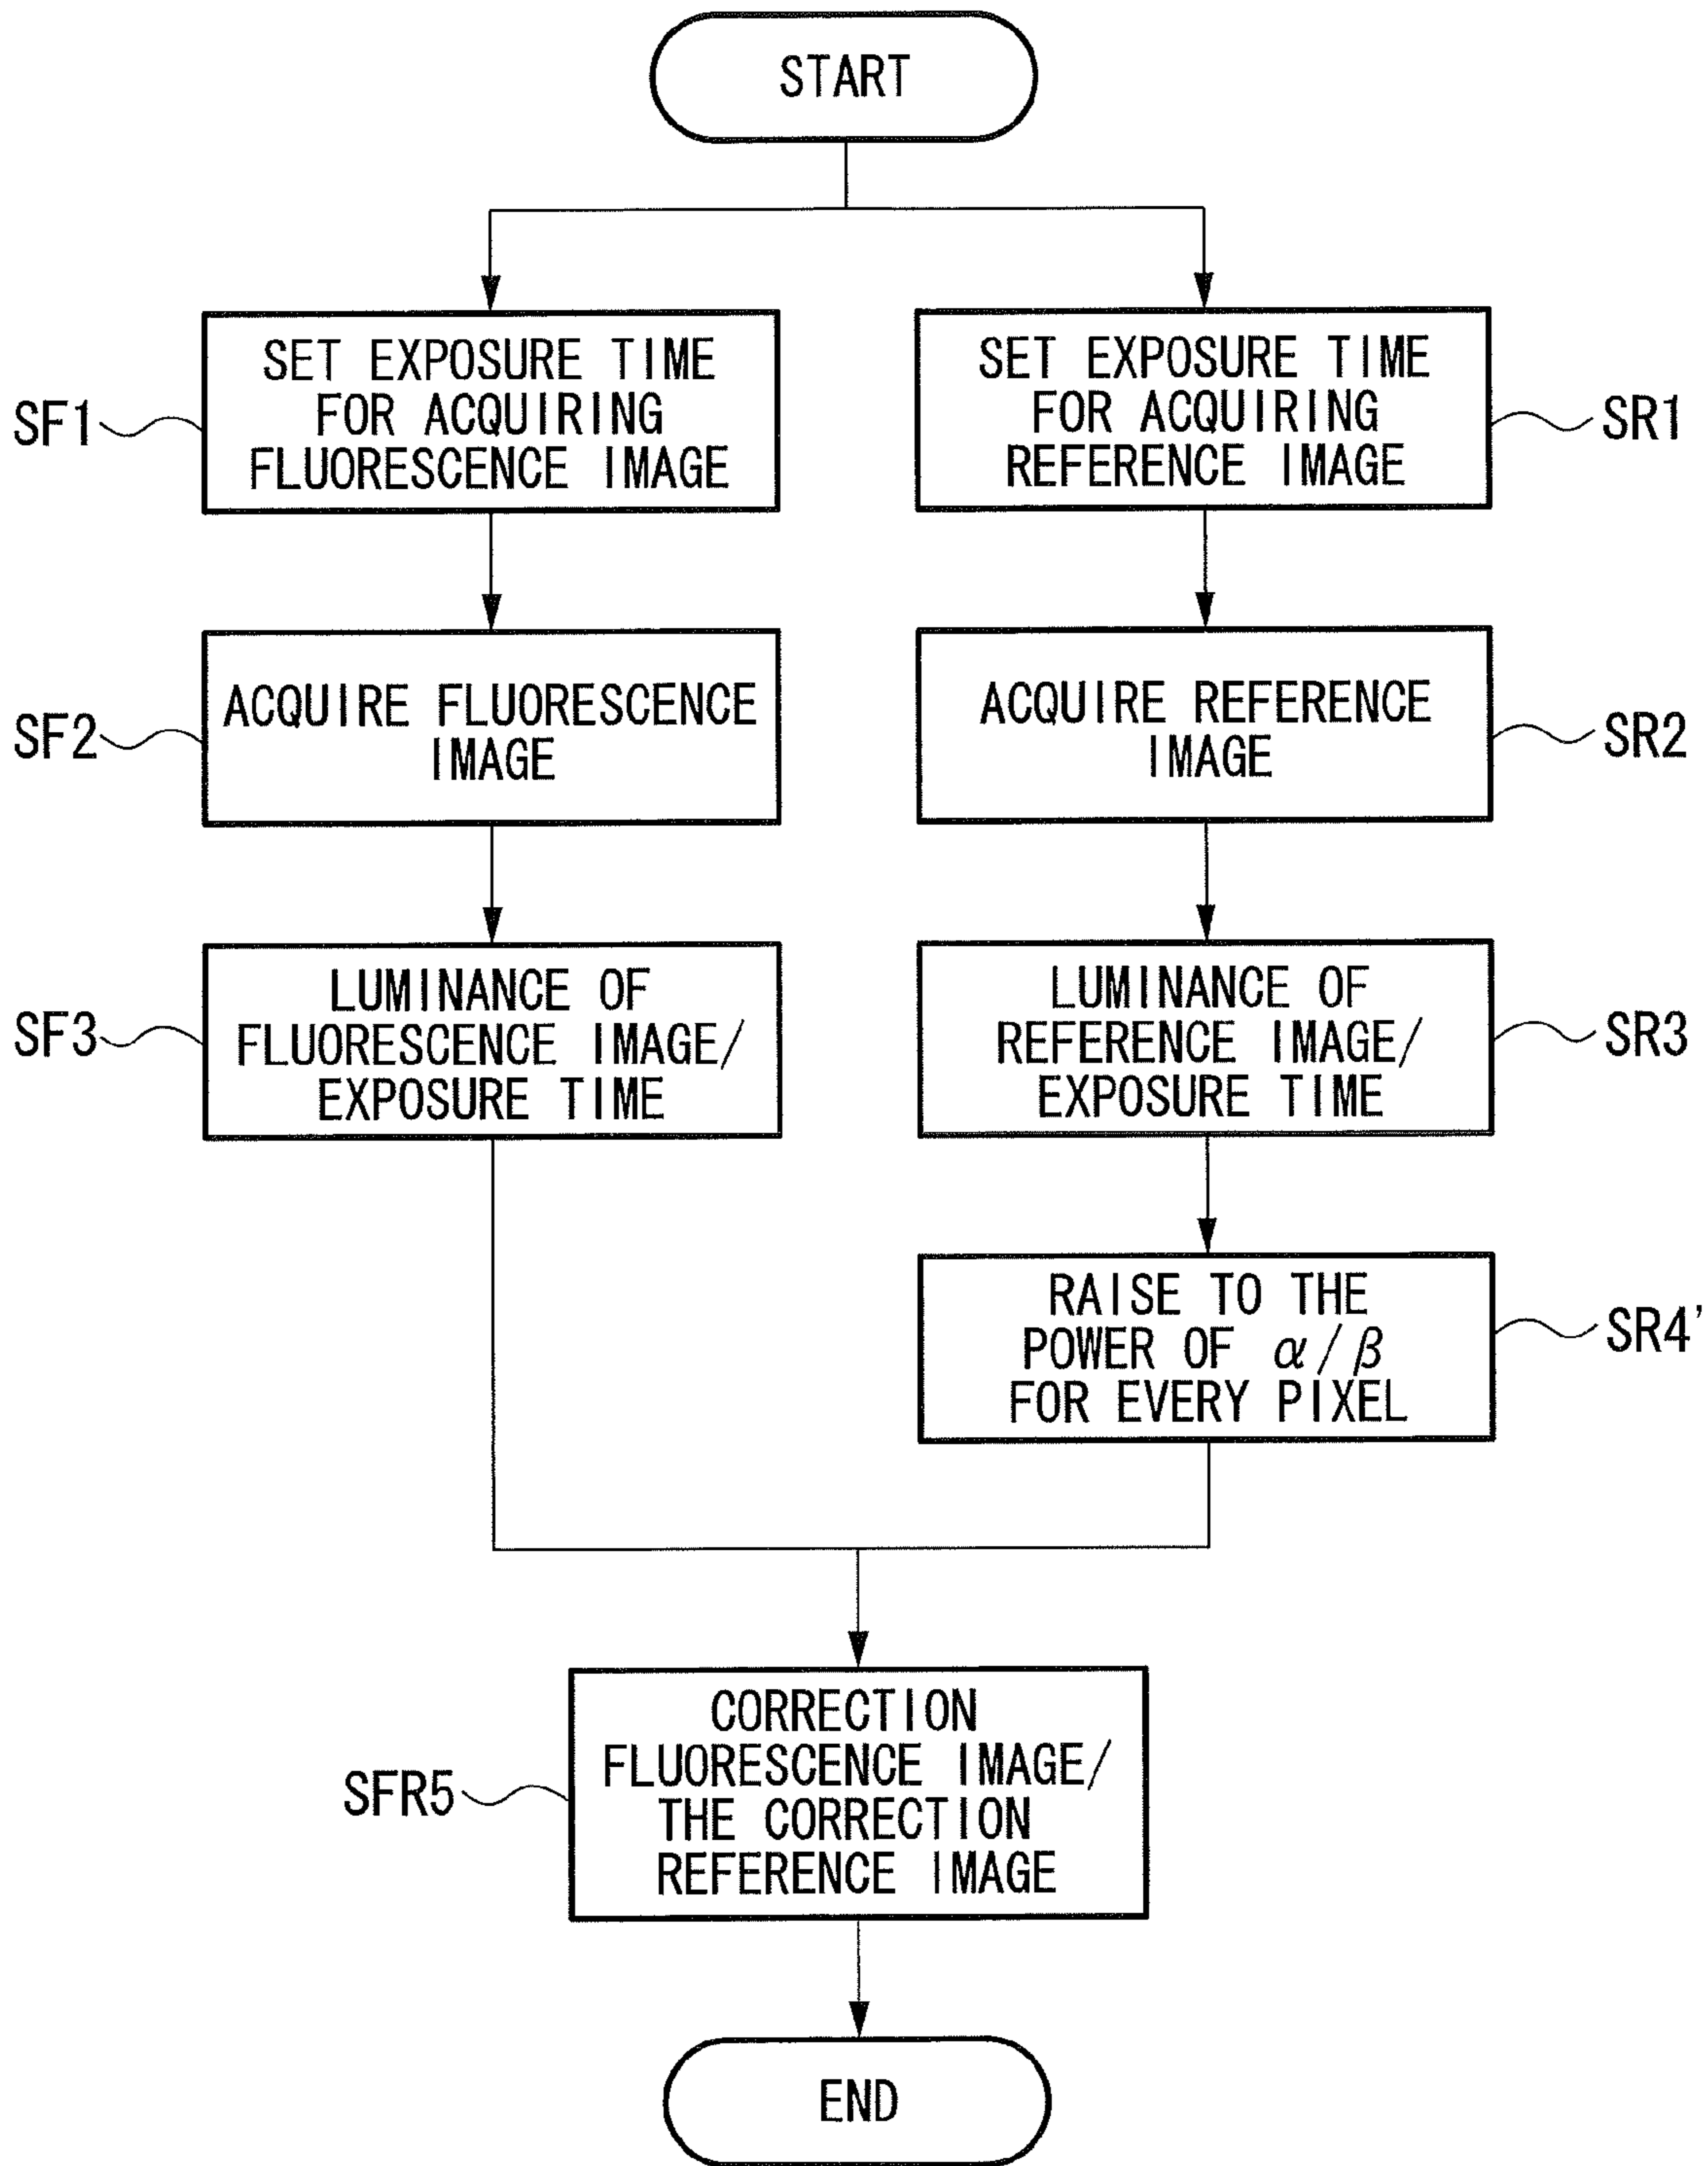 START
SF1
SET EXPOSURE TIME
FOR ACQUIRING
FLUORESCENCE IMAGE
SET EXPOSURE TIME
FOR ACQUIRING
REFERENCE IMAGE
SR1
SF2
ACQUIRE FLUORESCENCE
IMAGE
ACQUIRE REFERENCE
IMAGE
SR2
SF3
LUMINANCE OF
FLUORESCENCE IMAGE/
EXPOSURE TIME
LUMINANCE OF
REFERENCE IMAGE/
EXPOSURE TIME
SR3
RAISE TO THE
POWER OF α/β
FOR EVERY PIXEL
SR4'
SFR5
CORRECTION
FLUORESCENCE IMAGE/
THE CORRECTION
REFERENCE IMAGE
END